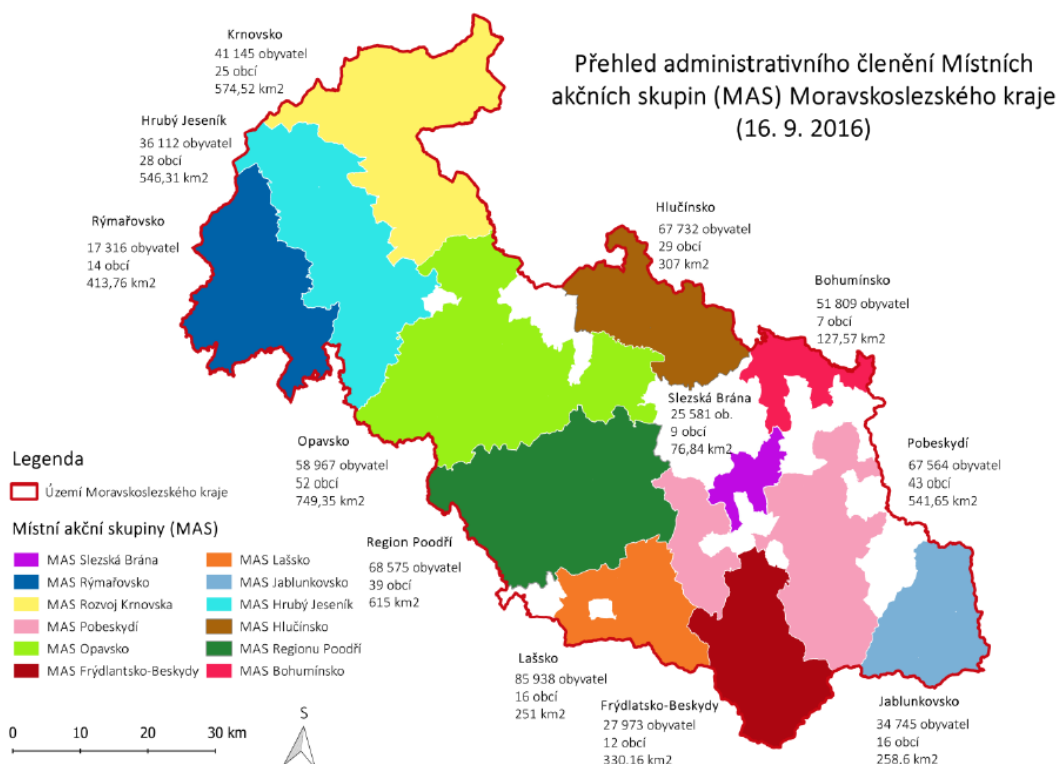 Přehled administrativního členění Místních
akčních skupin (MAS) Moravskoslezského kraje
(16. 9. 2016)
Krnovsko
41 145 obyvatel
25 obcí
574,52 km2
Hrubý Jeseník
36 112 obyvatel
28 obcí
546,31 km2
Rýmařovsko
17 316 obyvatel
14 obcí
413,76 km2
Hlučínsko
67 732 obyvatel
29 obcí
307 km2
Bohumínsko
51 809 obyvatel
7 obcí
127,57 km2
Slezská Brána
25 581 ob.
9 obcí
76,84 km2
Opavsko
58 967 obyvatel
52 obcí
749,35 km2
Pobeskydí
67 564 obyvatel
43 obcí
541,65 km2
Region Poodří
68 575 obyvatel
39 obcí
615 km2
Lašsko
85 938 obyvatel
16 obcí
251 km2
Frýdlatsko-Beskydy
27 973 obyvatel
12 obcí
330,16 km2
Jablunkovsko
34 745 obyvatel
16 obcí
258,6 km2
Legenda
Území Moravskoslezského kraje
Místní akční skupiny (MAS)
MAS Slezská Brána
MAS Rýmařovsko
MAS Rozvoj Krnovska
MAS Pobeskydí
MAS Opavsko
MAS Frýdlantsko-Beskydy
MAS Lašsko
MAS Jablunkovsko
MAS Hrubý Jeseník
MAS Hlučínsko
MAS Regionu Poodří
MAS Bohumínsko
0 10 20 30 km
S